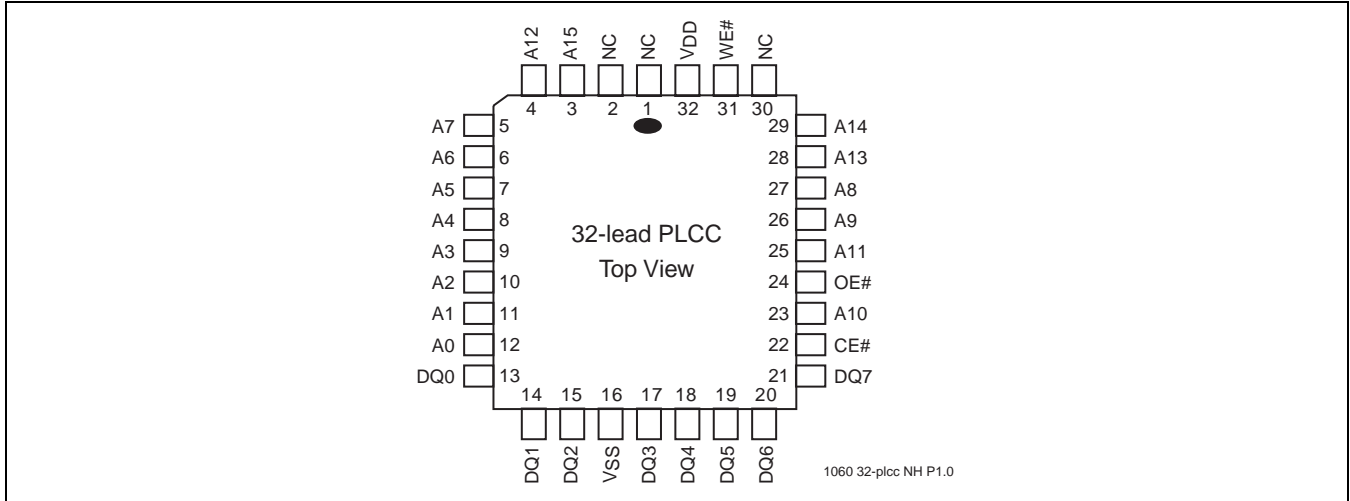 A12 A15 NC NC VDD WE# NC
4 3 2 1 32 31 30
A7 5 29 A14
A6 6 28 A13
A5 7 27 A8
A4 8 26 A9
A3 9 25 A11
A2 10 24 OE#
A1 11 23 A10
A0 12 22 CE#
DQ0 13 21 DQ7
32-lead PLCC
Top View
14 15 16 17 18 19 20
DQ1 DQ2 VSS DQ3 DQ4 DQ5 DQ6
1060 32-plcc NH P1.0